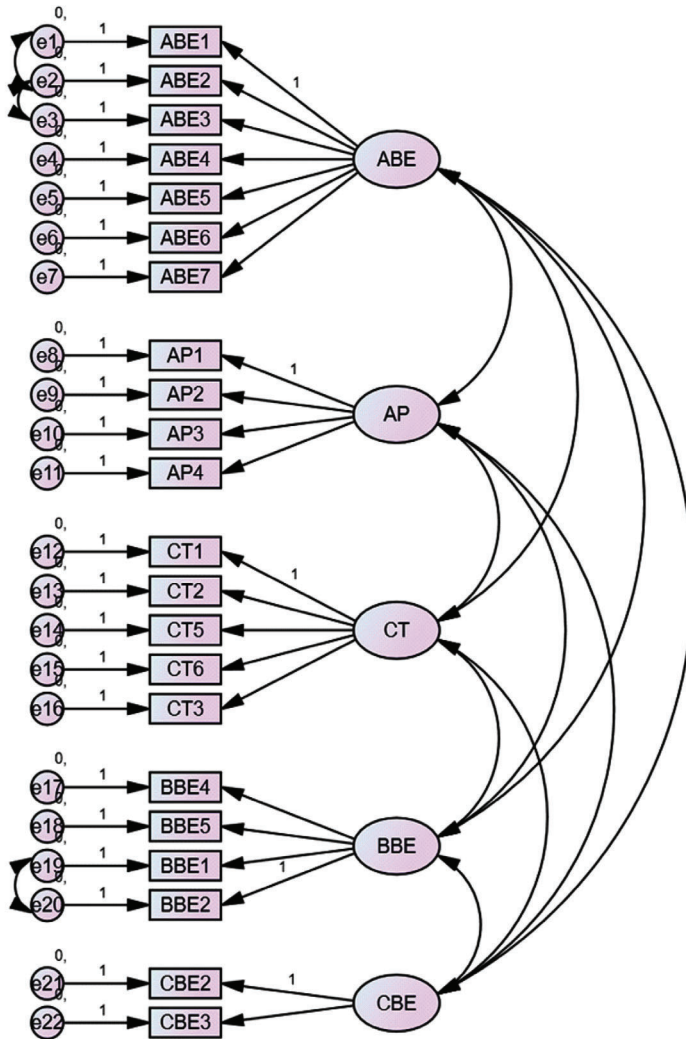 0,
e1 1 ABE1
0,
e2 1 ABE2 1
0,
e3 1 ABE3
0,
e4 1 ABE4 ABE
0,
e5 1 ABE5
0,
e6 1 ABE6
0,
e7 1 ABE7
0,
e8 1 AP1 1
0,
e9 1 AP2
0,
e10 1 AP3 AP
0,
e11 1 AP4
0,
e12 1 CT1 1
0,
e13 1 CT2
0,
e14 1 CT5 CT
0,
e15 1 CT6
0,
e16 1 CT3
0,
e17 1 BBE4
0,
e18 1 BBE5
0,
e19 1 BBE1 BBE
0,
e20 1 BBE2 1
0,
e21 1 CBE2 1
0,
e22 1 CBE3 CBE